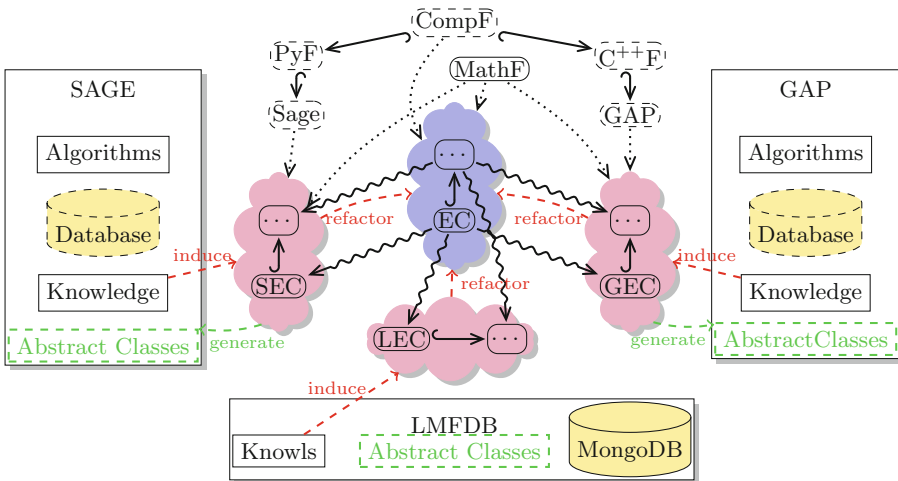 CompF
PyF
C++F
MathF
SAGE
GAP
Sage
GAP
Algorithms
...
Algorithms
Database
...
refactor
EC
refactor
...
Database
induce
induce
Knowledge
SEC
refactor
GEC
Knowledge
Abstract Classes
generate
LEC
...
generate
AbstractClasses
induce
LMFDB
Knowls
Abstract Classes
MongoDB